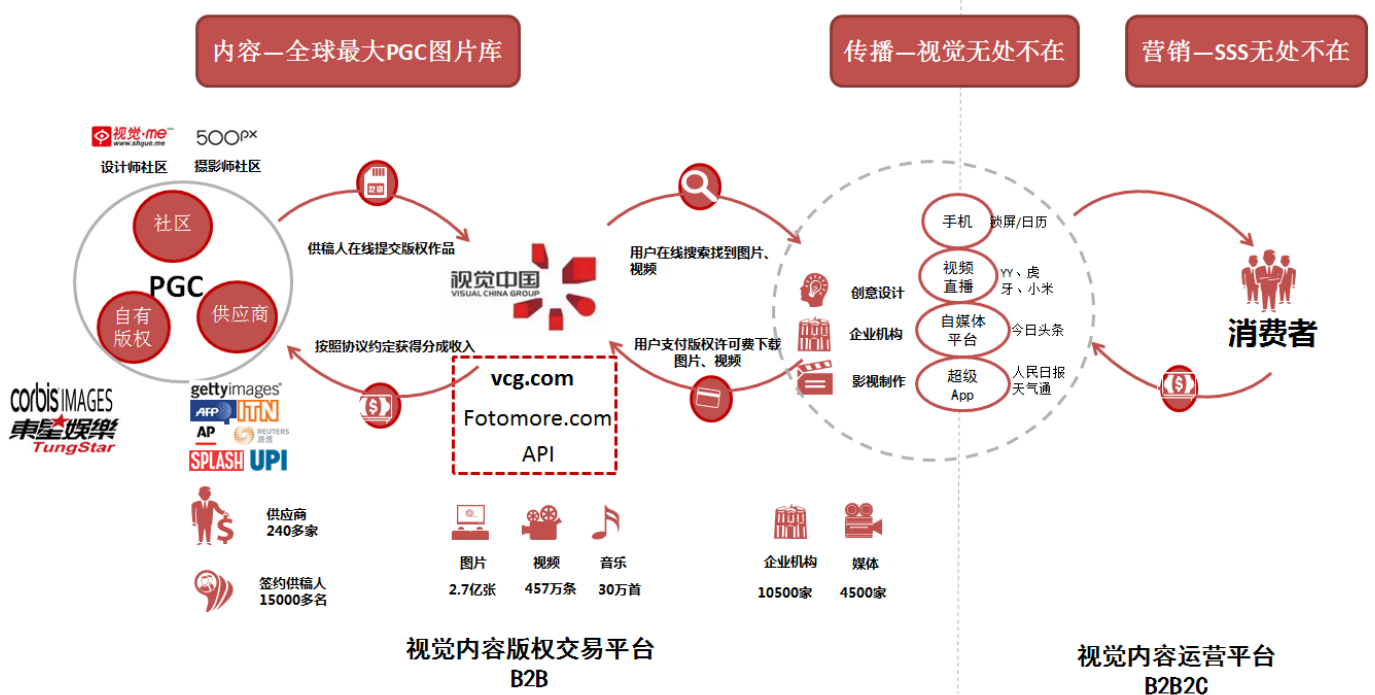 内容—全球最大PGC图片库
传播—视觉无处不在
营销—SSS无处不在
视觉·me
www.shijue.me
设计师社区
500px
摄影师社区
社区
PGC
自有
版权
供应商
供稿人在线提交版权作品
按照协议约定获得分成收入
视觉中国
VISUAL CHINA GROUP
vcg.com
Fotomore.com
API
用户在线搜索找到图片、
视频
用户支付版权许可费下载
图片、视频
创意设计
企业机构
影视制作
手机
锁屏/日历
视频
直播
YY、虎
牙、小米
自媒体
平台
今日头条
超级
App
人民日报
天气通
消费者
corbis IMAGES
東星娛樂
TungStar
gettyimages®
AFP
ITN
AP
REUTERS
路透
SPLASH
UPI
32 GB
供应商
240多家
签约供稿人
15000多名
图片
2.7亿张
视频
457万条
音乐
30万首
企业机构
10500家
媒体
4500家
视觉内容版权交易平台
B2B
视觉内容运营平台
B2B2C